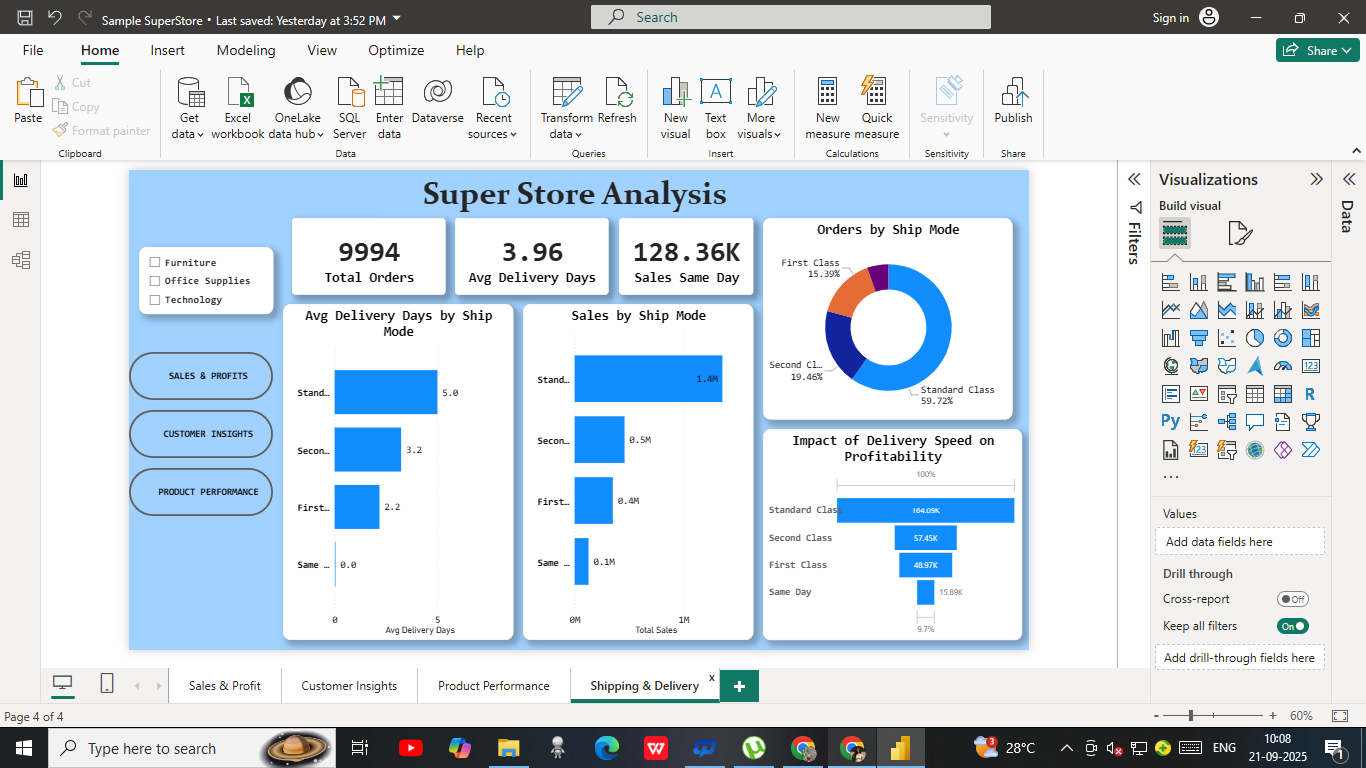 Sample SuperStore • Last saved: Yesterday at 3:52 PM
Search
Sign in
File Home Insert Modeling View Optimize Help
Share
Paste
Cut
Copy
Format painter
Clipboard
Get data
Excel workbook
OneLake data hub
SQL Server
Enter data
Dataverse
Recent sources
Data
Transform data
Refresh
Queries
New visual
Text box
More visuals
Insert
New measure
Quick measure
Calculations
Sensitivity
Sensitivity
Publish
Share
Super Store Analysis
Furniture
Office Supplies
Technology
SALES & PROFITS
CUSTOMER INSIGHTS
PRODUCT PERFORMANCE
9994
Total Orders
3.96
Avg Delivery Days
128.36K
Sales Same Day
Avg Delivery Days by Ship
Mode
Stand... 5.0
Secon... 3.2
First... 2.2
Same ... 0.0
0 5
Avg Delivery Days
Sales by Ship Mode
Stand... 1.4M
Secon... 0.5M
First... 0.4M
Same ... 0.1M
0M 1M
Total Sales
Orders by Ship Mode
First Class
15.39%
Second Cl...
19.46%
Standard Class
59.72%
Impact of Delivery Speed on
Profitability
100%
Standard Class 164.09K
Second Class 57.45K
First Class 48.97K
Same Day 15.89K
9.7%
Filters
Visualizations
Build visual
123
R
Py
123
...
Values
Add data fields here
Drill through
Cross-report Off
Keep all filters On
Add drill-through fields here
Data
Sales & Profit
Customer Insights
Product Performance
Shipping & Delivery
x
+
Page 4 of 4
- + 60%
Type here to search
3
28°C
ENG
10:08
21-09-2025
1